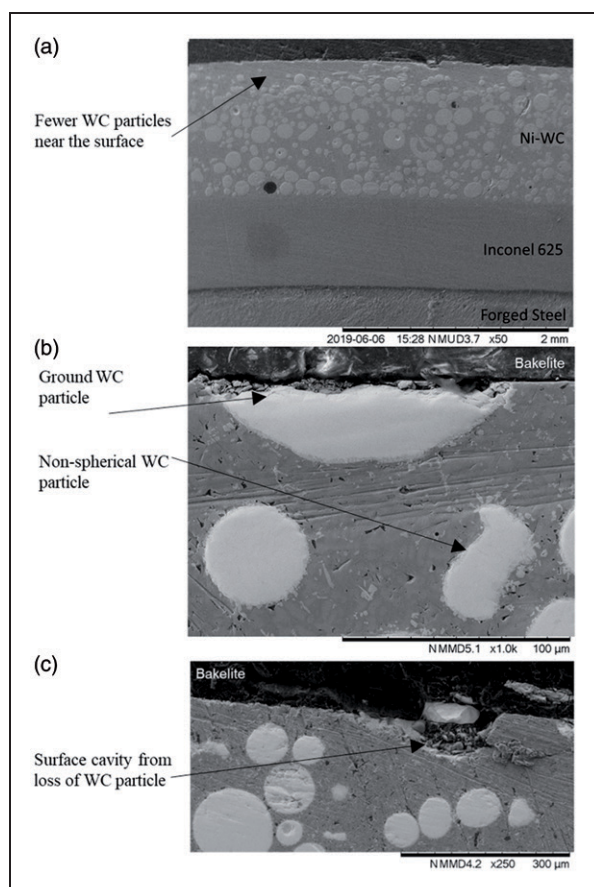 (a)
Fewer WC particles
near the surface
Ni-WC
Inconel 625
Forged Steel
2019-06-06 15:28 NMUD3.7 x50 2 mm
(b)
Bakelite
Ground WC
particle
Non-spherical WC
particle
NMMD5.1 x1.0k 100 µm
(c)
Bakelite
Surface cavity from
loss of WC particle
NMMD4.2 x250 300 µm